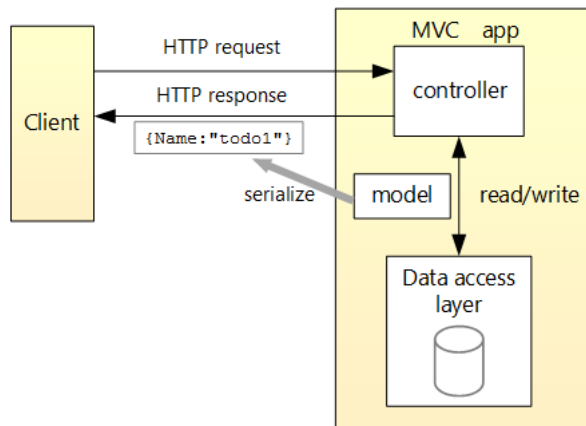 MVC app
HTTP request
controller
HTTP response
Client
{Name:"todo1"}
serialize
model
read/write
Data access
layer